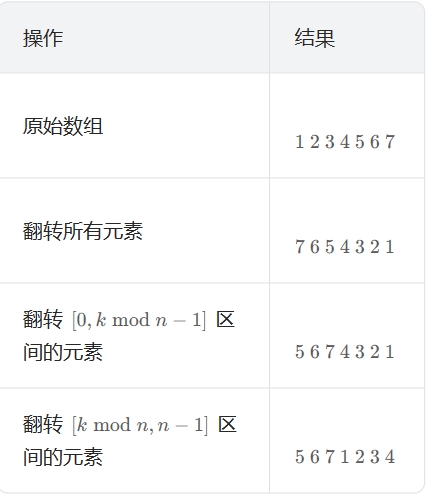 操作 结果
原始数组 1 2 3 4 5 6 7
翻转所有元素 7 6 5 4 3 2 1
翻转 [0, k mod n − 1] 区
间的元素 5 6 7 4 3 2 1
翻转 [k mod n, n − 1] 区
间的元素 5 6 7 1 2 3 4